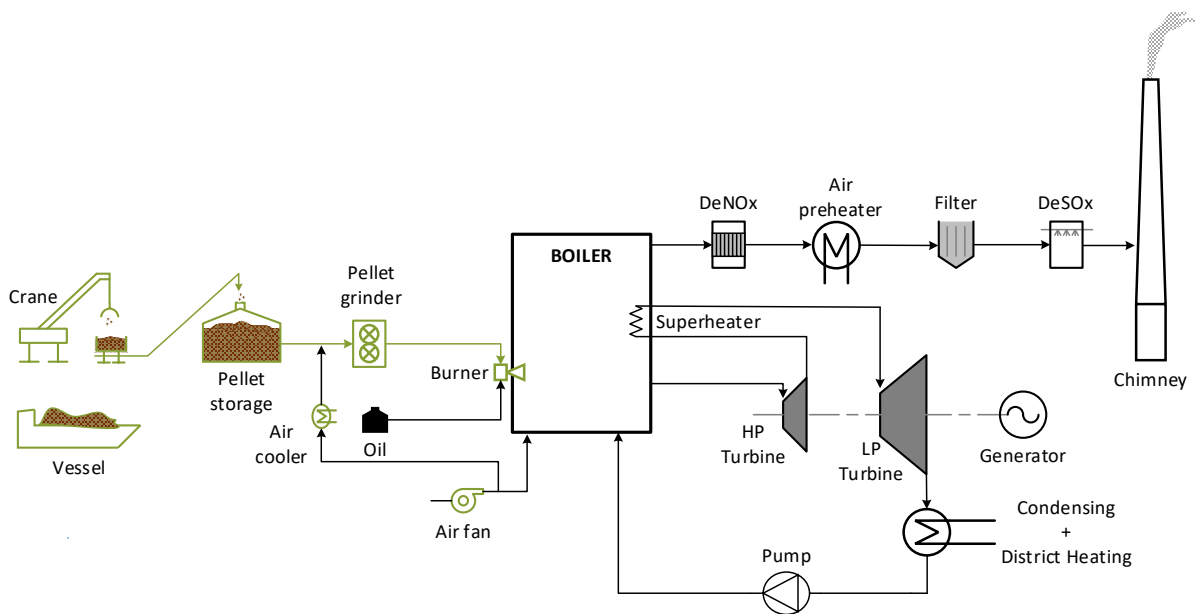 DeNOx
Air
preheater
Filter
DeSOx
BOILER
Crane
Pellet
grinder
Superheater
Burner
Pellet
storage
Chimney
Vessel
Air
cooler
Oil
HP
Turbine
LP
Turbine
Generator
Air fan
Condensing
+
District Heating
Pump